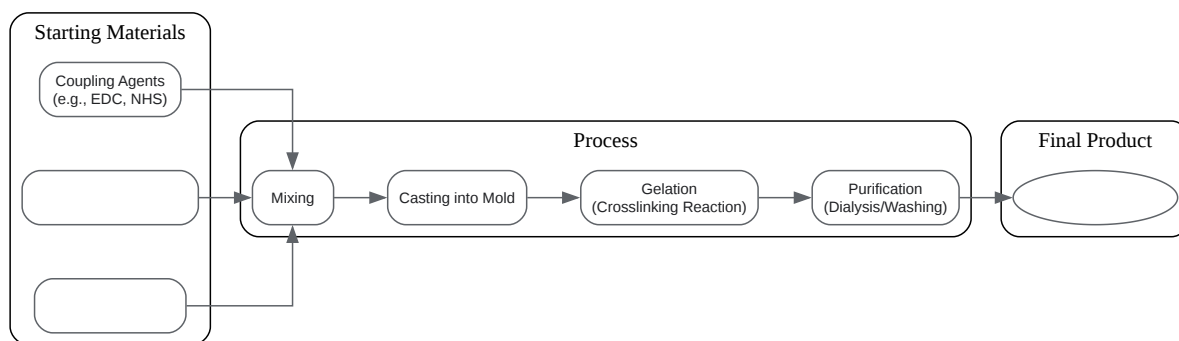 Starting Materials
Coupling Agents
(e.g., EDC, NHS)
Process
Mixing
Casting into Mold
Gelation
(Crosslinking Reaction)
Purification
(Dialysis/Washing)
Final Product